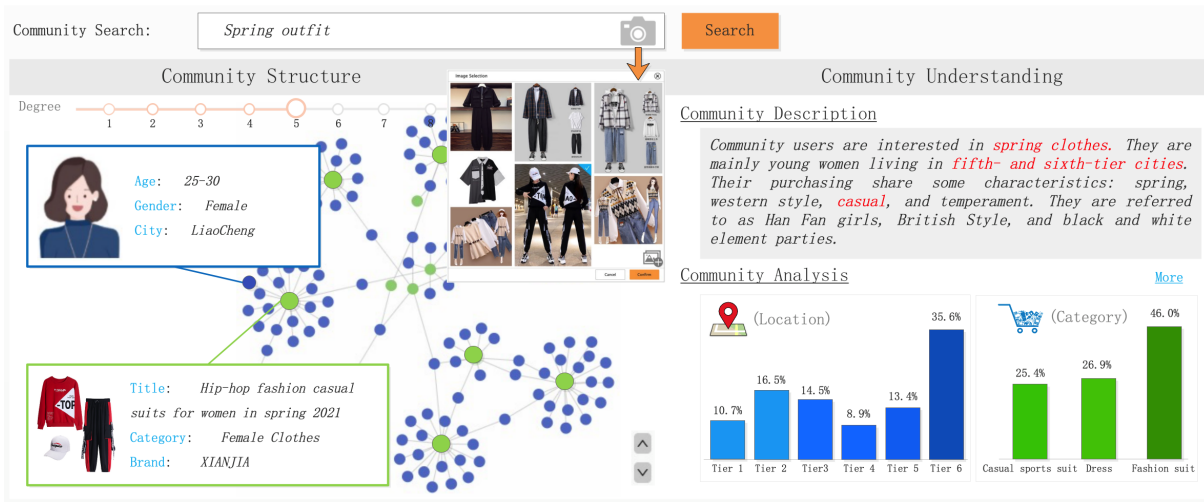 Community Search:
Spring outfit
Search
Community Structure
Image Selection
Community Understanding
Degree
1 2 3 4 5 6 7 8
Cancel
Confirm
Age: 25-30
Gender: Female
City: LiaoCheng
Title: Hip-hop fashion casual
suits for women in spring 2021
Category: Female Clothes
Brand: XIANJIA
Community Description
Community users are interested in spring clothes. They are
mainly young women living in fifth- and sixth-tier cities.
Their purchasing share some characteristics: spring,
western style, casual, and temperament. They are referred
to as Han Fan girls, British Style, and black and white
element parties.
Community Analysis
More
(Location)
10.7%
16.5%
14.5%
8.9%
13.4%
35.6%
Tier 1 Tier 2 Tier3 Tier 4 Tier 5 Tier 6
(Category)
25.4%
26.9%
46.0%
Casual sports suit Dress Fashion suit